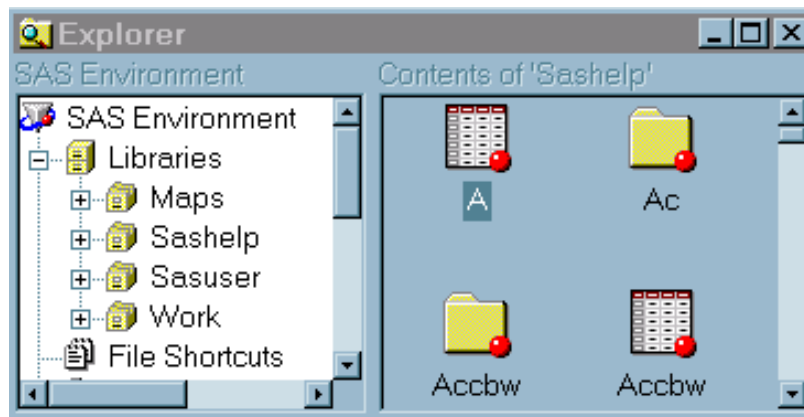 Explorer
SAS Environment
Contents of 'Sashelp'
SAS Environment
Libraries
Maps
Sashelp
Sasuser
Work
File Shortcuts
A
Ac
Accbw
Accbw